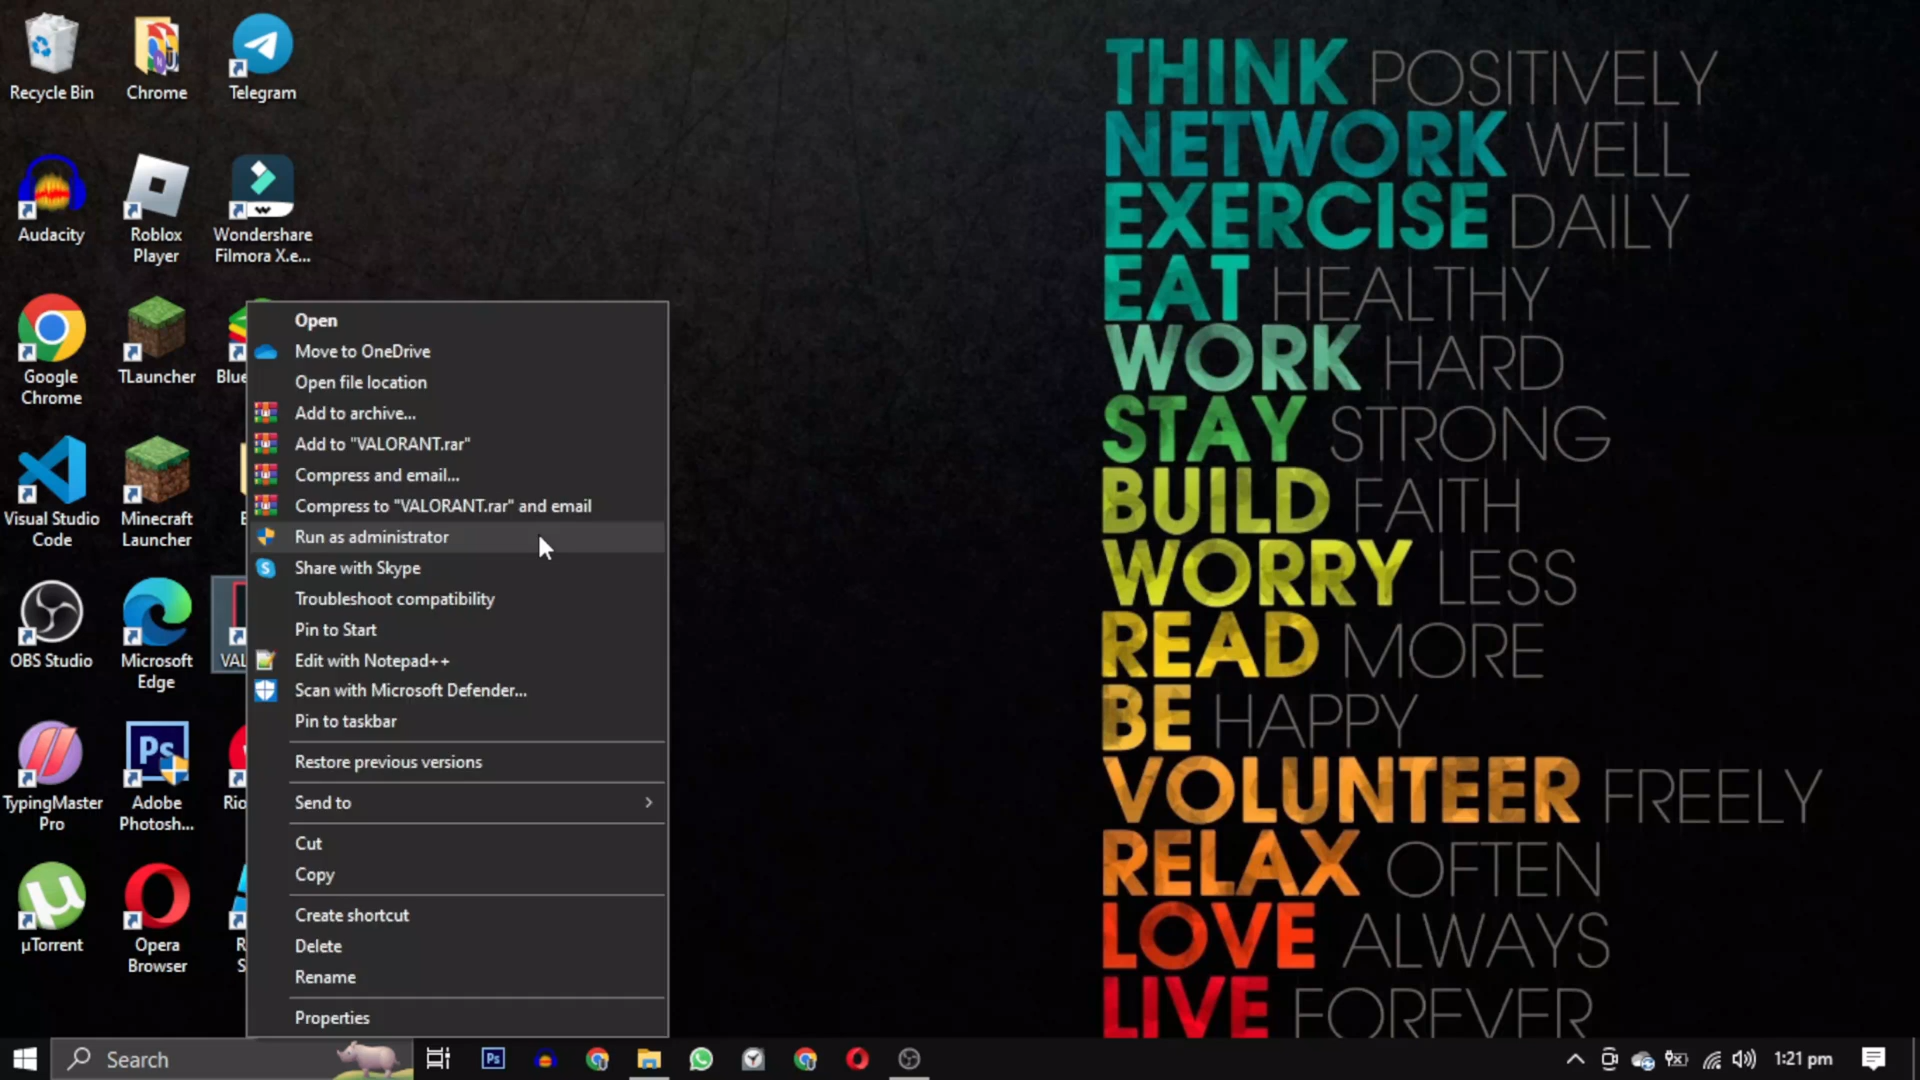 Recycle Bin
Chrome
Telegram
Audacity
Roblox
Player
Wondershare
Filmora X.e...
Google
Chrome
TLauncher
Visual Studio
Code
Minecraft
Launcher
OBS Studio
Microsoft
Edge
TypingMaster
Pro
Adobe
Photosh...
µTorrent
Opera
Browser
Open
Move to OneDrive
Open file location
Add to archive...
Add to "VALORANT.rar"
Compress and email...
Compress to "VALORANT.rar" and email
Run as administrator
Share with Skype
Troubleshoot compatibility
Pin to Start
Edit with Notepad++
Scan with Microsoft Defender...
Pin to taskbar
Restore previous versions
Send to
Cut
Copy
Create shortcut
Delete
Rename
Properties
THINK POSITIVELY
NETWORK WELL
EXERCISE DAILY
EAT HEALTHY
WORK HARD
STAY STRONG
BUILD FAITH
WORRY LESS
READ MORE
BE HAPPY
VOLUNTEER FREELY
RELAX OFTEN
LOVE ALWAYS
LIVE FOREVER
Search
Ps
1:21 pm